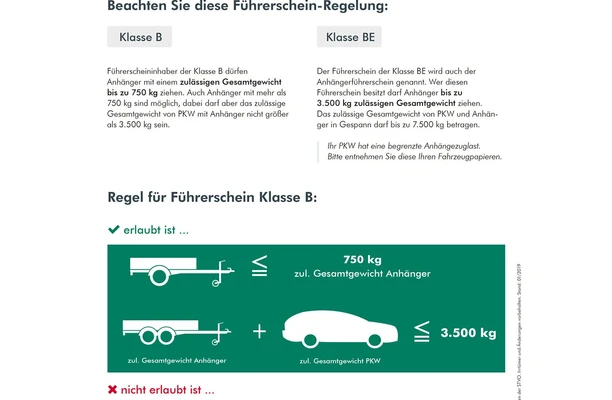 Beachten Sie diese Führerschein-Regelung:
Klasse B
Führerscheininhaber der Klasse B dürfen
Anhänger mit einem zulässigen Gesamtgewicht
bis zu 750 kg ziehen. Auch Anhänger mit mehr als
750 kg sind möglich, dabei darf aber das zulässige
Gesamtgewicht von PKW mit Anhänger nicht größer
als 3.500 kg sein.
Klasse BE
Der Führerschein der Klasse BE wird auch der
Anhängerführerschein genannt. Wer diesen
Führerschein besitzt darf Anhänger bis zu
3.500 kg zulässigen Gesamtgewicht ziehen.
Das zulässige Gesamtgewicht von PKW und Anhän-
ger in Gespann darf bis zu 7.500 kg betragen.
Ihr PKW hat eine begrenzte Anhängezuglast.
Bitte entnehmen Sie diese Ihren Fahrzeugpapieren.
Regel für Führerschein Klasse B:
erlaubt ist ...
≤ 750 kg
zul. Gesamtgewicht Anhänger
+ ≤ 3.500 kg
zul. Gesamtgewicht Anhänger
zul. Gesamtgewicht PKW
nicht erlaubt ist ...
en der STVO. Irrtümer und Änderungen vorbehalten. Stand: 01/2019